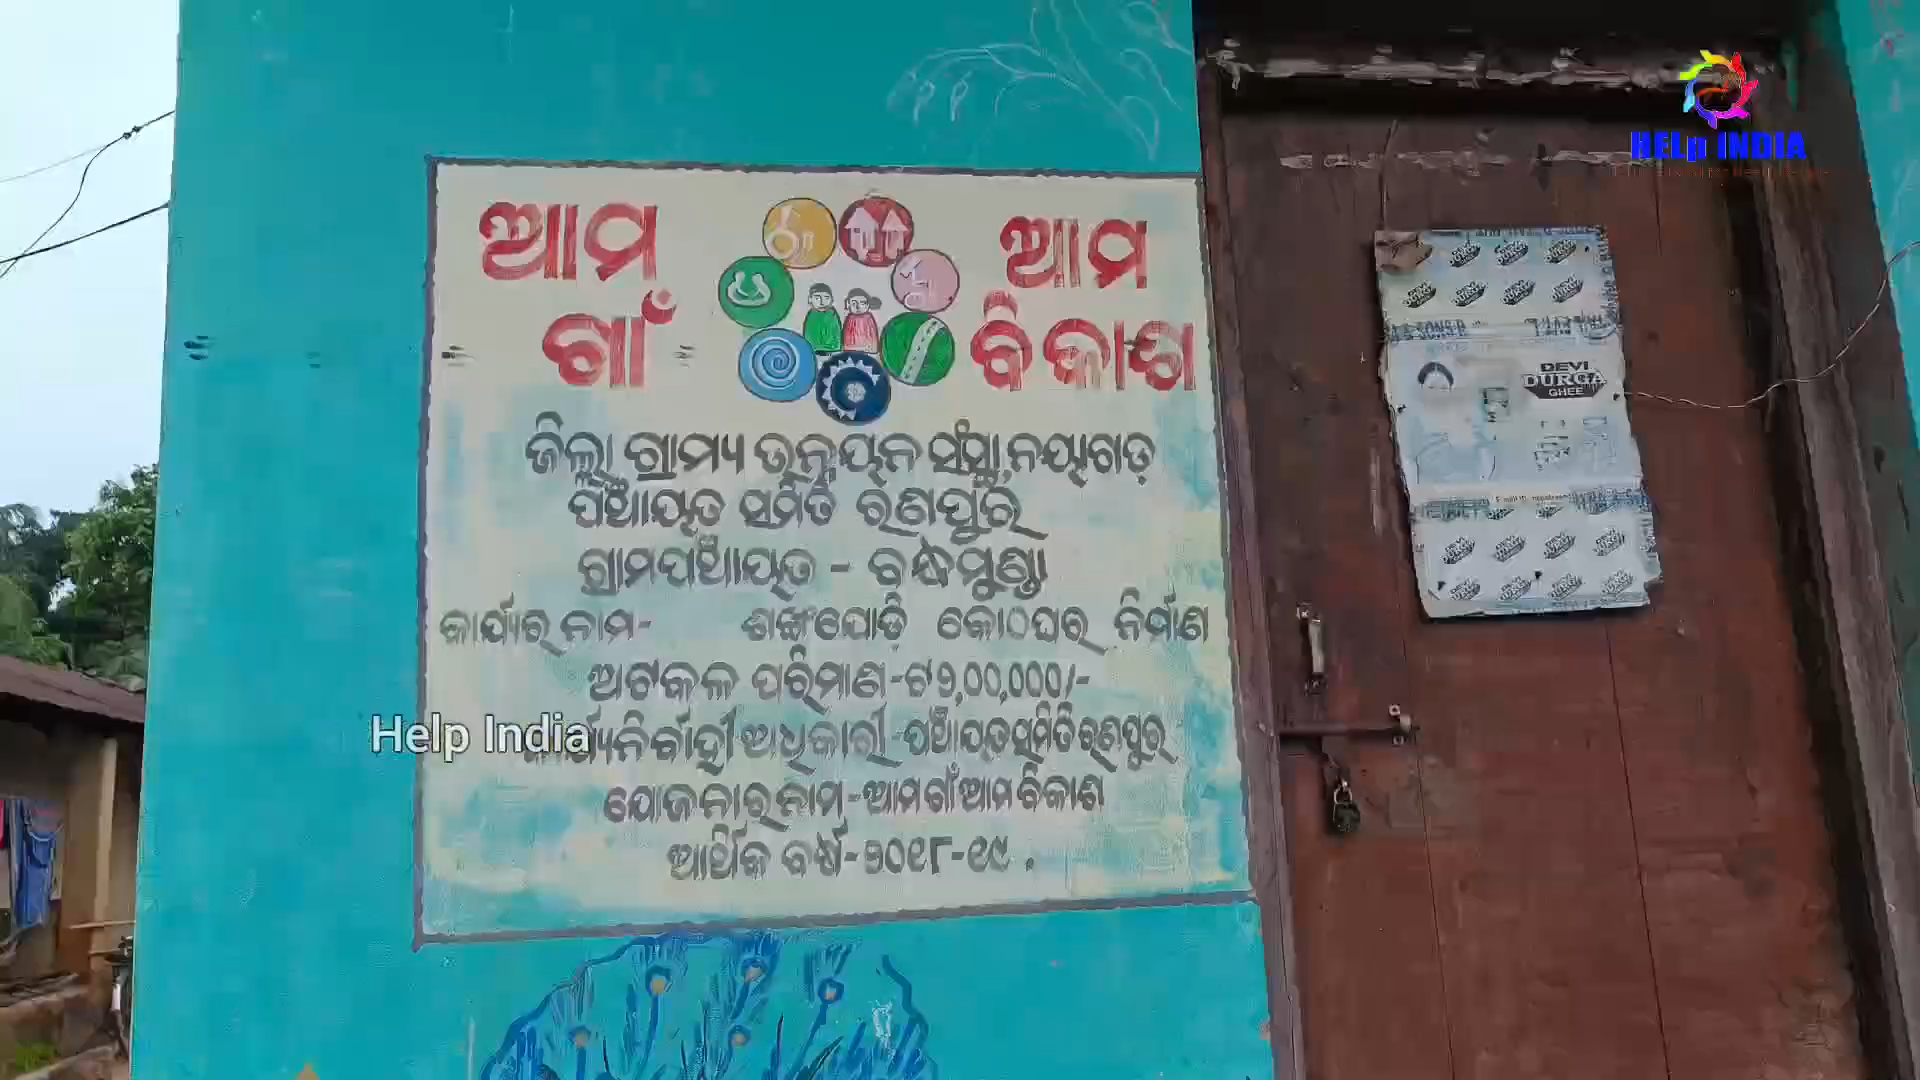 ଆମ ଆମ
ଗାଁ ବିକାଶ
ଜିଲ୍ଲା ଗ୍ରାମ୍ୟ ଉନ୍ନୟନ ସଂସ୍ଥା,ନୟାଗଡ଼
ପଞ୍ଚାୟତ ସମିତି ରଣପୁର
ଗ୍ରାମପଞ୍ଚାୟତ - ବନ୍ଧମୁଣ୍ଡା
କାର୍ଯ୍ୟର ନାମ- ଶଙ୍ଖଯୋଡ଼ି କୋଠଘର ନିର୍ମାଣ
ଅଟକଳ ପରିମାଣ-ଟ ୨,୦୦,୦୦୦/-
କାର୍ଯ୍ୟନିର୍ବାହୀ ଅଧିକାରୀ -ପଞ୍ଚାୟତ ସମିତି ରଣପୁର
ଯୋଜନାର ନାମ-ଆମ ଗାଁ ଆମ ବିକାଶ
ଆର୍ଥିକ ବର୍ଷ-୨୦୧୮-୧୯.
Help India
HELp INDIA
DEVI
DURGA
GHEE